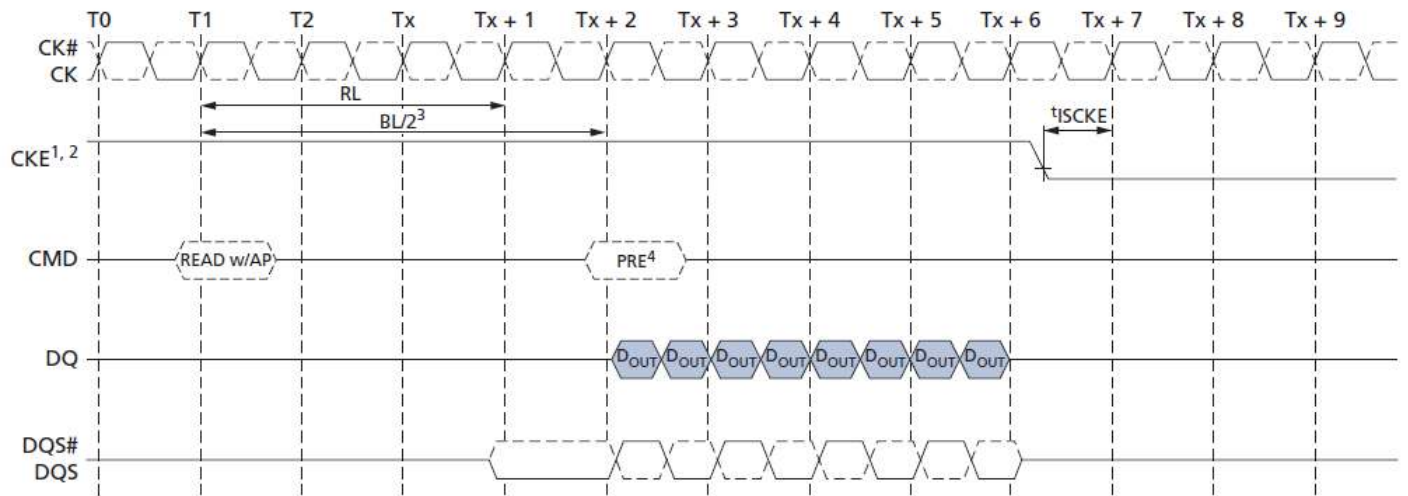 T0 T1 T2 Tx Tx + 1 Tx + 2 Tx + 3 Tx + 4 Tx + 5 Tx + 6 Tx + 7 Tx + 8 Tx + 9
CK#
CK
RL
BL/2³
tISCKE
CKE1, 2
CMD READ w/AP PRE⁴
DQ DOUT DOUT DOUT DOUT DOUT DOUT DOUT DOUT
DQS#
DQS